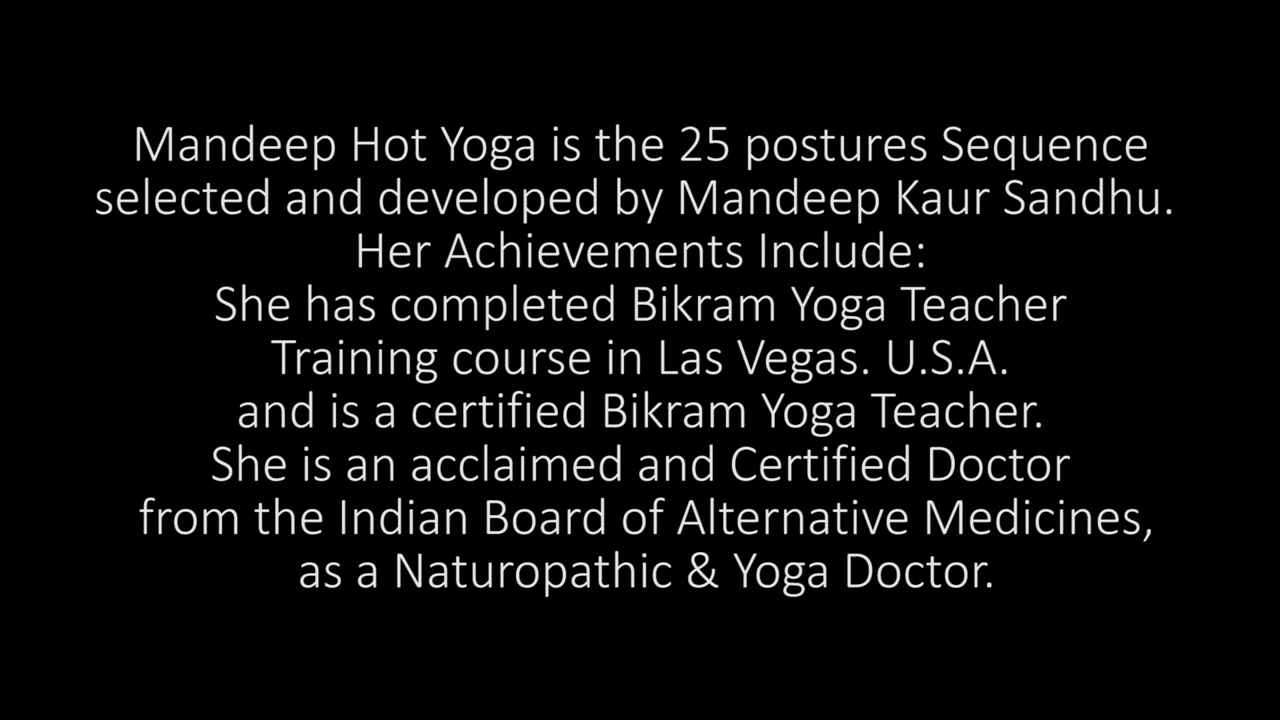 Mandeep Hot Yoga is the 25 postures Sequence
selected and developed by Mandeep Kaur Sandhu.
Her Achievements Include:
She has completed Bikram Yoga Teacher
Training course in Las Vegas. U.S.A.
and is a certified Bikram Yoga Teacher.
She is an acclaimed and Certified Doctor
from the Indian Board of Alternative Medicines,
as a Naturopathic & Yoga Doctor.